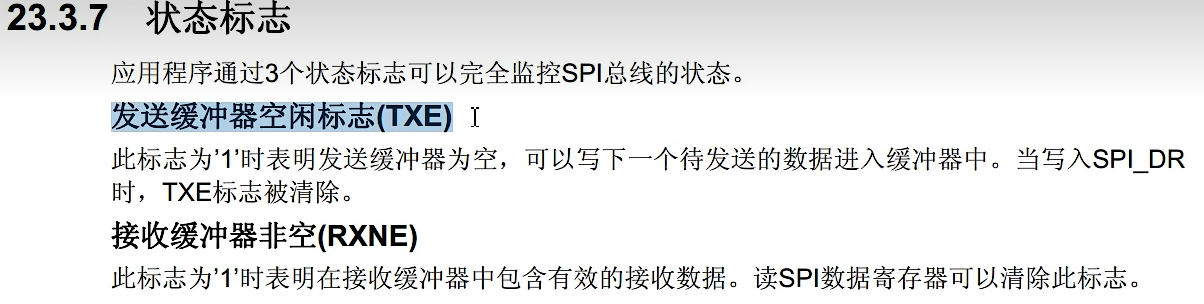 23.3.7 状态标志
应用程序通过3个状态标志可以完全监控SPI总线的状态。
发送缓冲器空闲标志(TXE)
此标志为’1’时表明发送缓冲器为空，可以写下一个待发送的数据进入缓冲器中。当写入SPI_DR
时，TXE标志被清除。
接收缓冲器非空(RXNE)
此标志为’1’时表明在接收缓冲器中包含有效的接收数据。读SPI数据寄存器可以清除此标志。